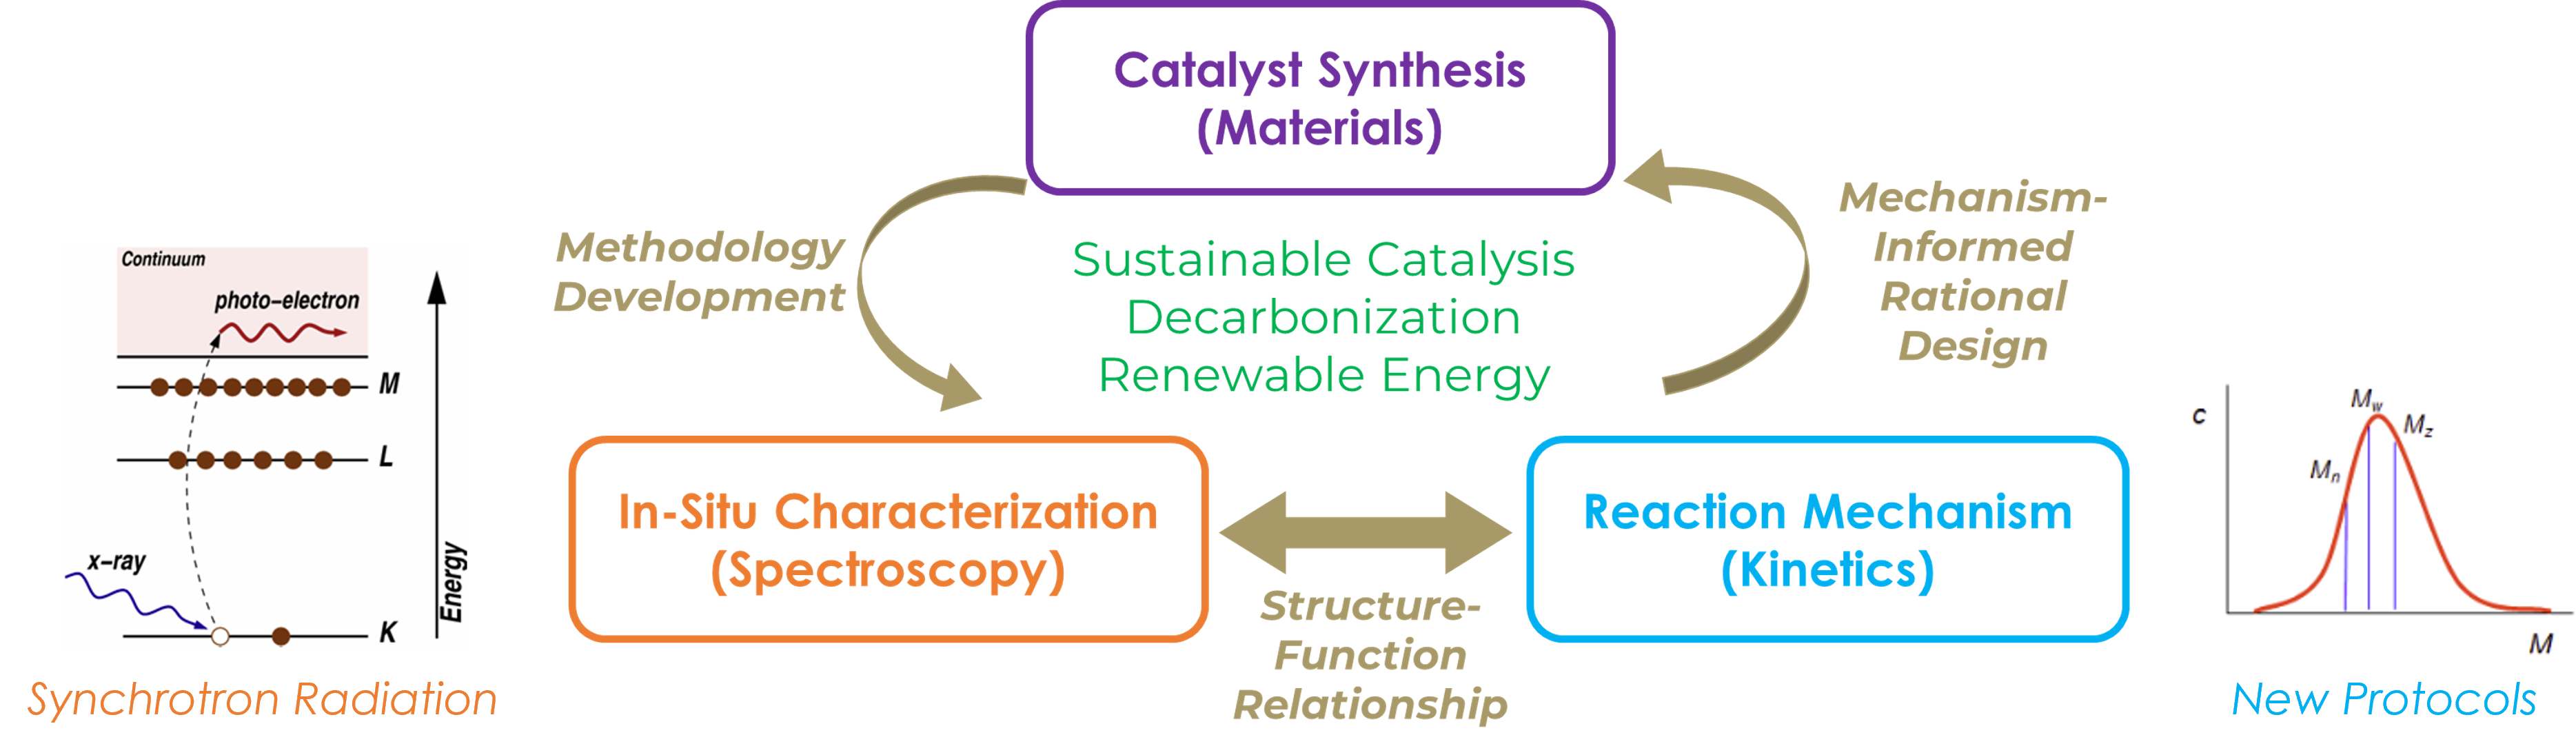 Catalyst Synthesis
(Materials)
Methodology
Development
Sustainable Catalysis
Decarbonization
Renewable Energy
Mechanism-
Informed
Rational
Design
In-Situ Characterization
(Spectroscopy)
Structure-
Function
Relationship
Reaction Mechanism
(Kinetics)
Continuum
photo-electron
M
L
x-ray
K
Energy
Synchrotron Radiation
c
Mw
Mz
Mn
M
New Protocols